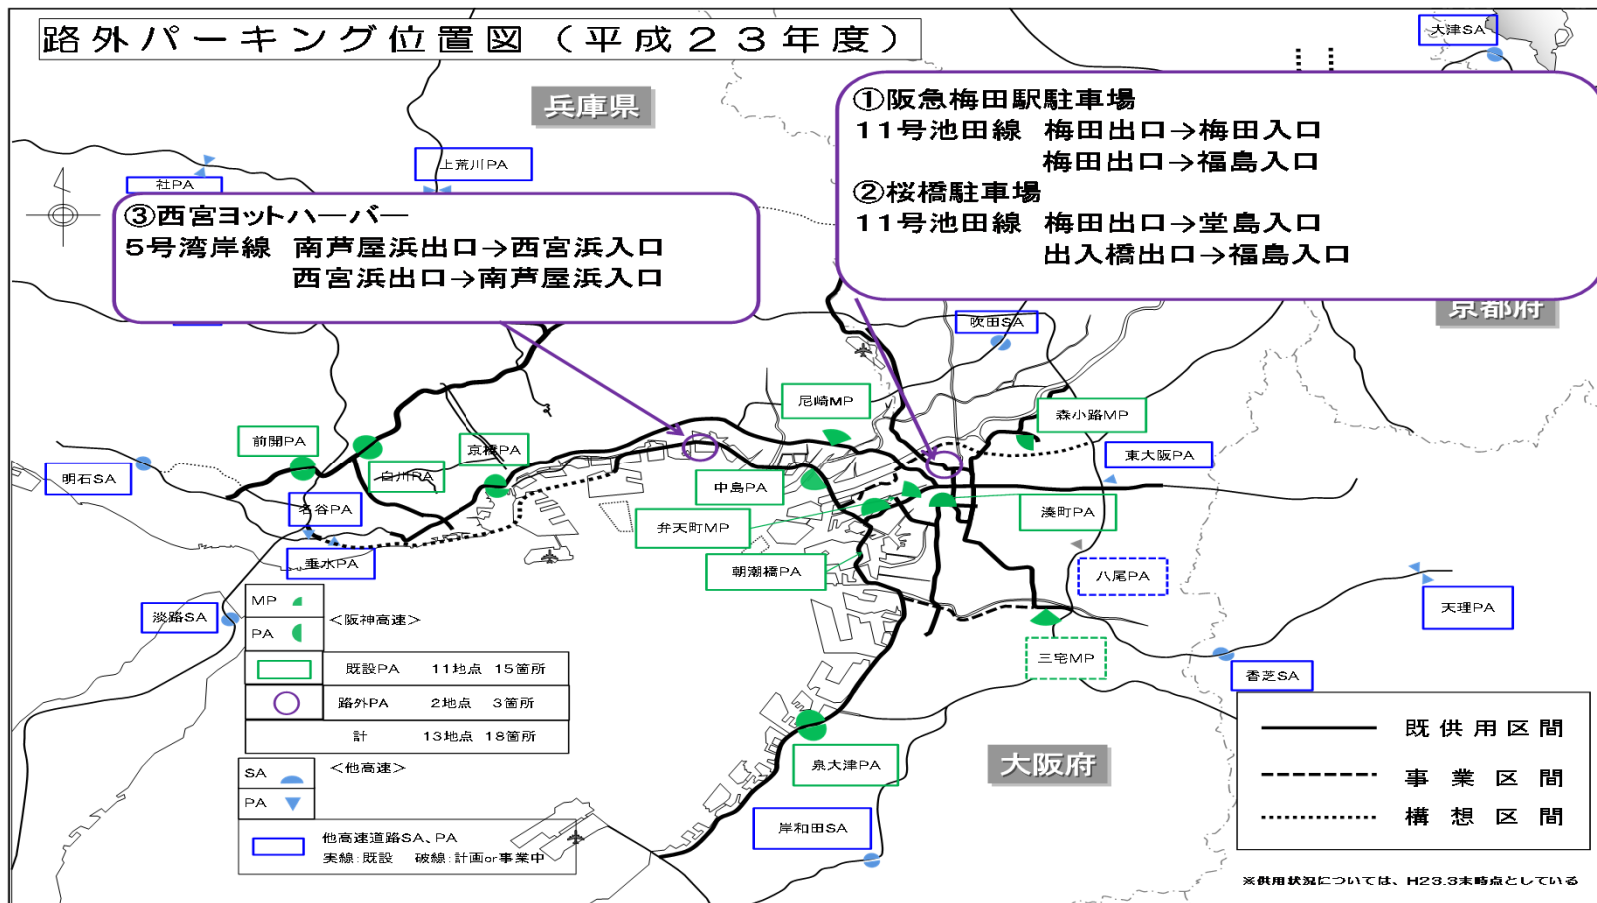 路外パーキング位置図（平成２３年度）
大津SA
兵庫県
①阪急梅田駅駐車場
11号池田線 梅田出口→梅田入口
梅田出口→福島入口
②桜橋駐車場
11号池田線 梅田出口→堂島入口
出入橋出口→福島入口
上荒川PA
社PA
③西宮ヨットハーバー
5号湾岸線 南芦屋浜出口→西宮浜入口
西宮浜出口→南芦屋浜入口
京都府
吹田SA
尼崎MP
森小路MP
前開PA
京橋PA
東大阪PA
明石SA
白川PA
中島PA
名谷PA
弁天町MP
湊町PA
垂水PA
朝潮橋PA
八尾PA
淡路SA
天理PA
MP
＜阪神高速＞
PA
既設PA 11地点 15箇所
路外PA 2地点 3箇所
計 13地点 18箇所
三宅MP
香芝SA
SA
＜他高速＞
PA
他高速道路SA、PA
実線:既設 破線:計画or事業中
泉大津PA
大阪府
岸和田SA
既供用区間
事業区間
構想区間
※供用状況については、H23.3末時点としている